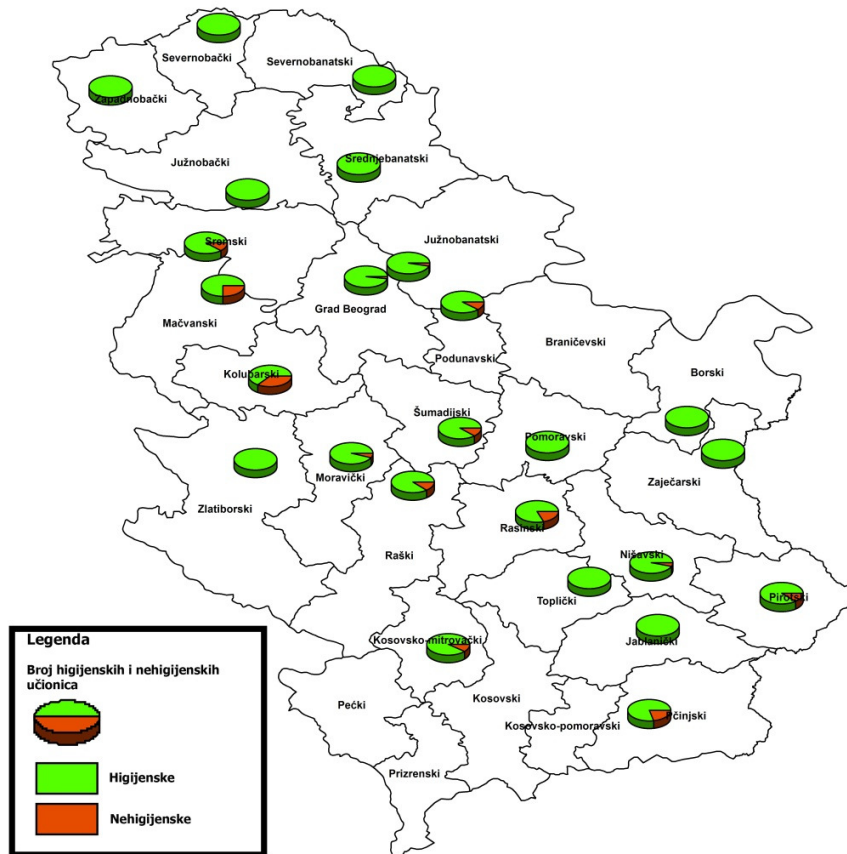 Severnobački
Severnobanatski
Zapadnobački
Južnobački
Srednjebanatski
Sremski
Južnobanatski
Mačvanski
Grad Beograd
Podunavski
Braničevski
Borski
Kolubarski
Šumadijski
Pomoravski
Moravički
Zaječarski
Zlatiborski
Rasinski
Raški
Nišavski
Toplički
Pirotski
Kosovsko-mitrovački
Jablanički
Pećki
Kosovski
Kosovsko-pomoravski
Pčinjski
Prizrenski
Legenda
Broj higijenskih i nehigijenskih
učionica
Higijenske
Nehigijenske